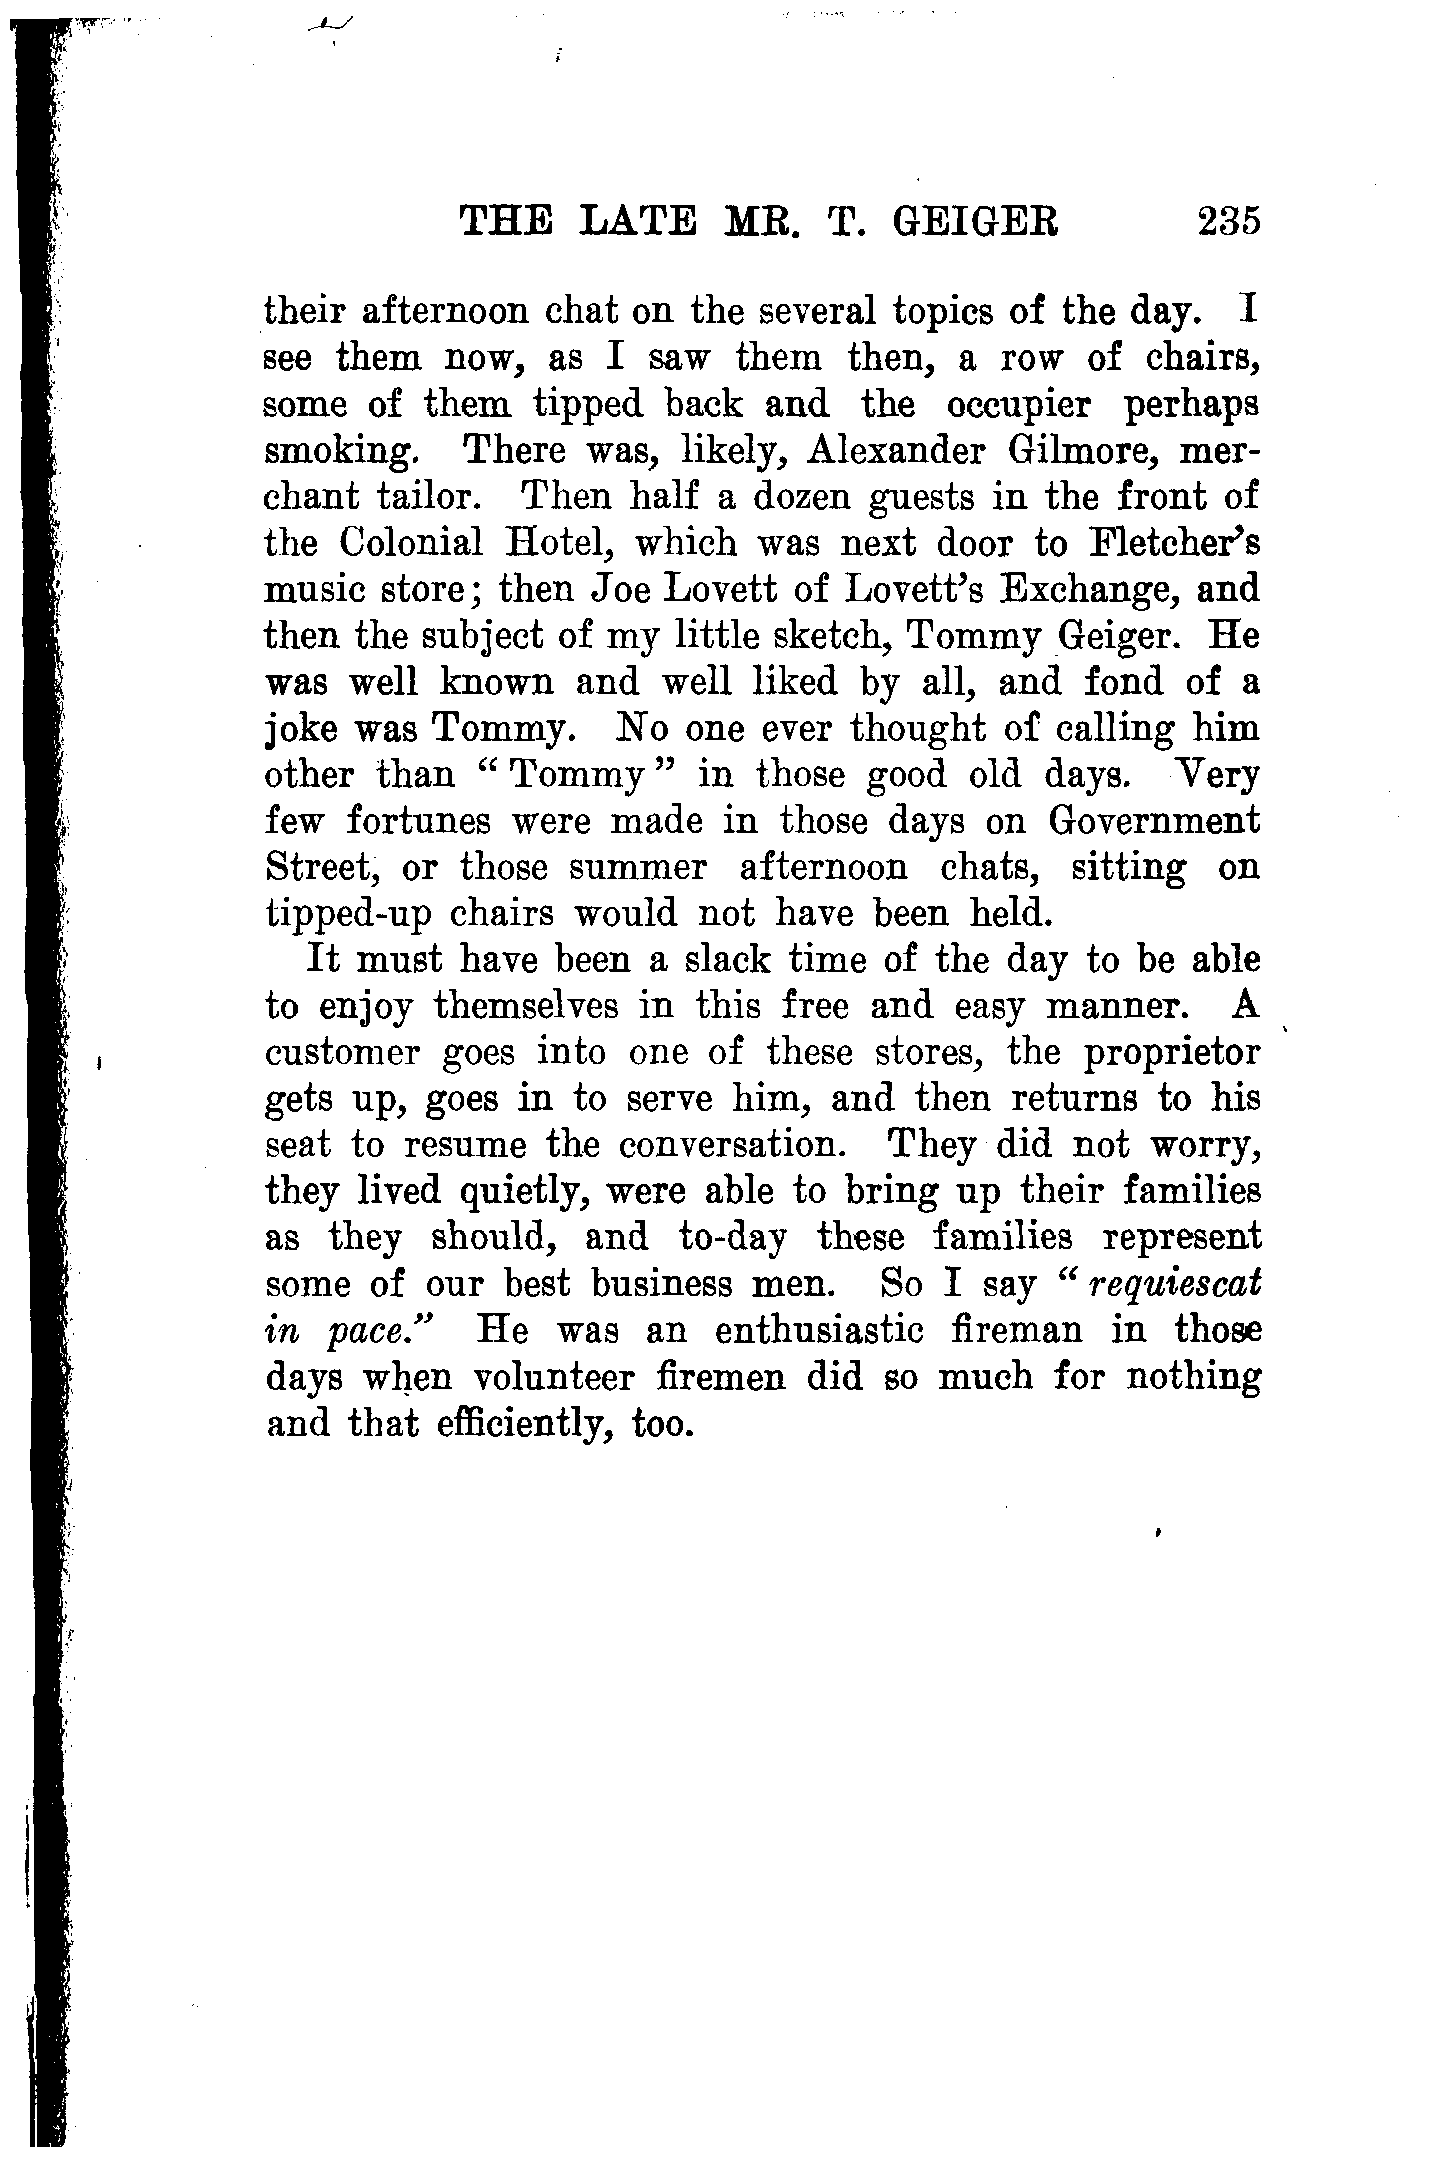 THE LATE MR. T. GEIGER 235
their afternoon chat on the several topics of the day. I
see them now, as I saw them then, a row of chairs,
some of them tipped back and the occupier perhaps
smoking. There was, likely, Alexander Gilmore, mer-
chant tailor. Then half a dozen guests in the front of
the Colonial Hotel, which was next door to Fletcher's
music store; then Joe Lovett of Lovett's Exchange, and
then the subject of my little sketch, Tommy Geiger. He
was well known and well liked by all, and fond of a
joke was Tommy. No one ever thought of calling him
other than “Tommy” in those good old days. Very
few fortunes were made in those days on Government
Street, or those summer afternoon chats, sitting on
tipped-up chairs would not have been held.
It must have been a slack time of the day to be able
to enjoy themselves in this free and easy manner. A
customer goes into one of these stores, the proprietor
gets up, goes in to serve him, and then returns to his
seat to resume the conversation. They did not worry,
they lived quietly, were able to bring up their families
as they should, and to-day these families represent
some of our best business men. So I say “requiescat
in pace.” He was an enthusiastic fireman in those
days when volunteer firemen did so much for nothing
and that efficiently, too.